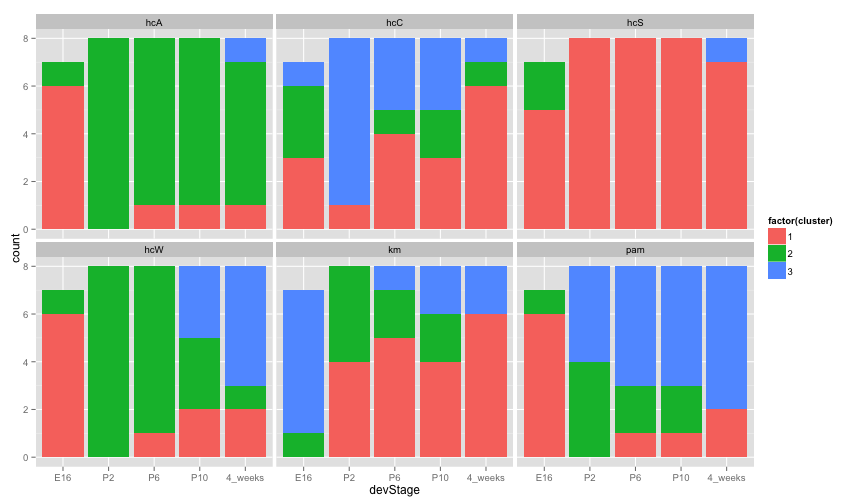 hcA hcC hcS
8
6
4
2
0
count
hcW km pam
8
6
4
2
0
E16 P2 P6 P10 4_weeks E16 P2 P6 P10 4_weeks E16 P2 P6 P10 4_weeks
devStage
factor(cluster)
1
2
3